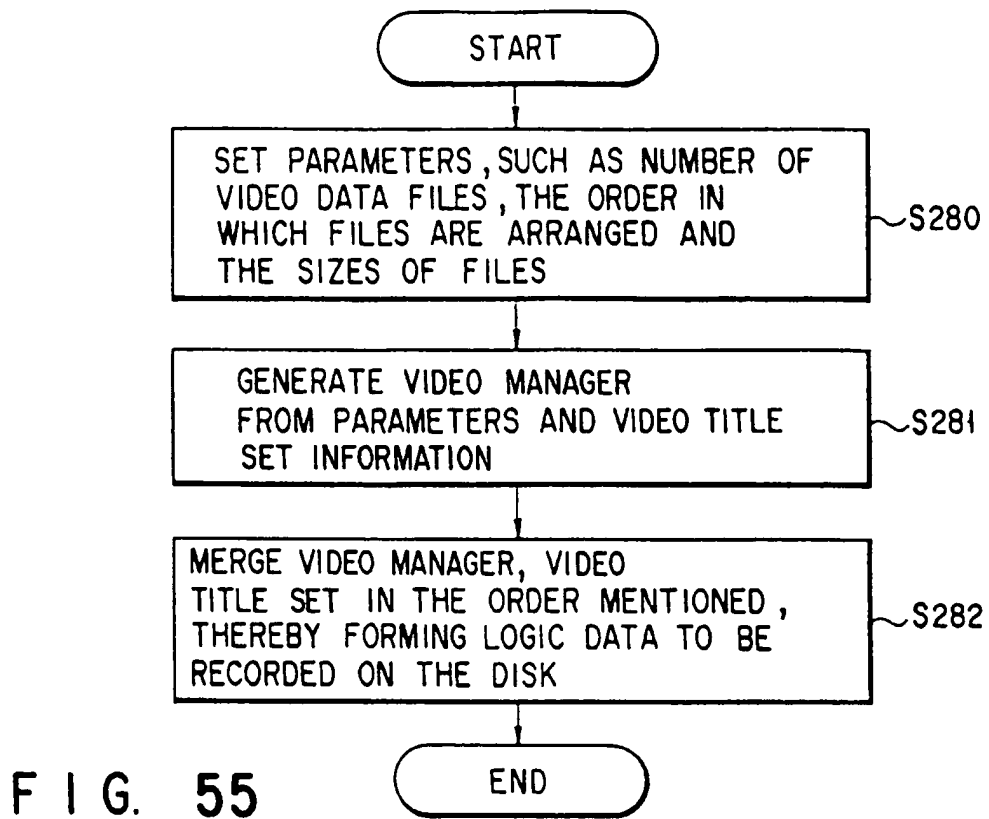 START
SET PARAMETERS, SUCH AS NUMBER OF
VIDEO DATA FILES, THE ORDER IN
WHICH FILES ARE ARRANGED AND
THE SIZES OF FILES
S280
GENERATE VIDEO MANAGER
FROM PARAMETERS AND VIDEO TITLE
SET INFORMATION
S281
MERGE VIDEO MANAGER, VIDEO
TITLE SET IN THE ORDER MENTIONED,
THEREBY FORMING LOGIC DATA TO BE
RECORDED ON THE DISK
S282
END
FIG. 55